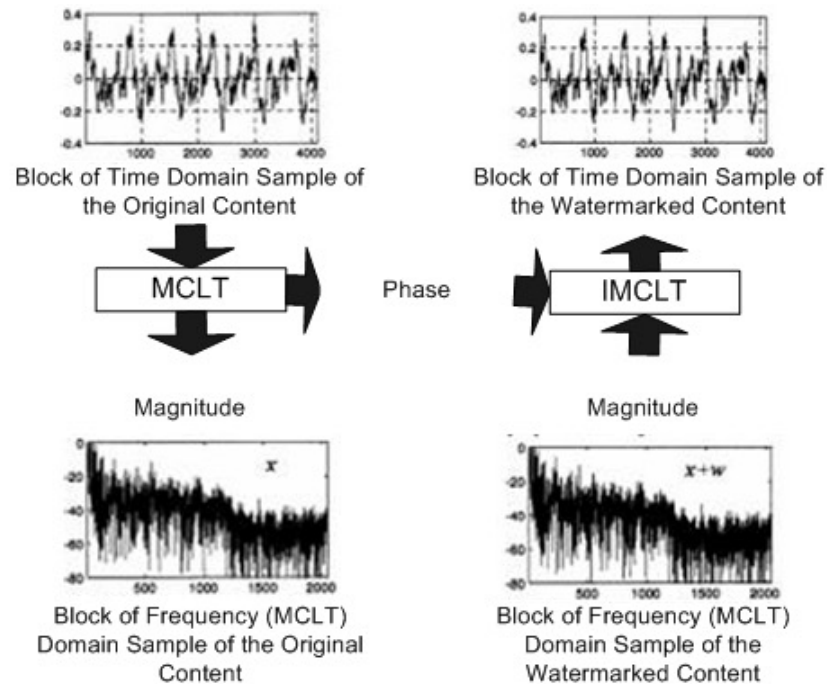 0.4
0.2
0
-0.2
-0.4
1000 2000 3000 4000
Block of Time Domain Sample of
the Original Content
0.4
0.2
0
-0.2
-0.4
1000 2000 3000 4000
Block of Time Domain Sample of
the Watermarked Content
MCLT
Phase
IMCLT
Magnitude
Magnitude
0
-20
-40
-60
-80
x
500 1000 1500 2000
Block of Frequency (MCLT)
Domain Sample of the Original
Content
0
-20
-40
-60
-80
x+w
500 1000 1500 2000
Block of Frequency (MCLT)
Domain Sample of the
Watermarked Content